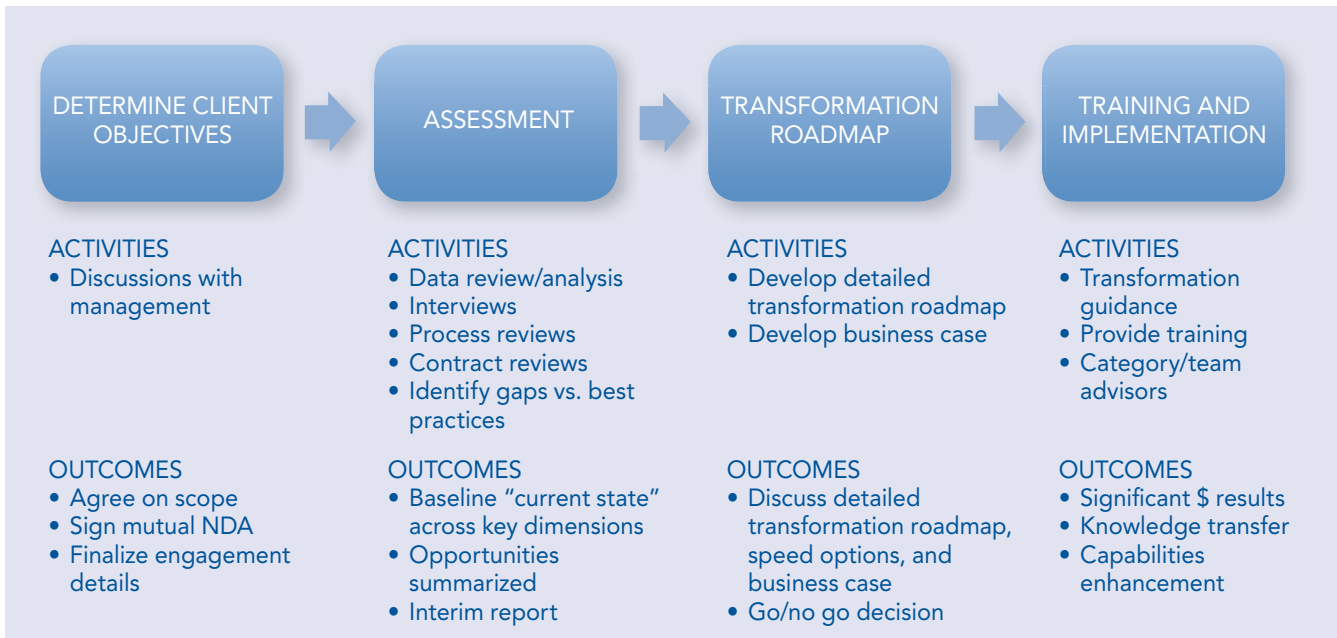 DETERMINE CLIENT
OBJECTIVES
ASSESSMENT
TRANSFORMATION
ROADMAP
TRAINING AND
IMPLEMENTATION
ACTIVITIES
• Discussions with
management
OUTCOMES
• Agree on scope
• Sign mutual NDA
• Finalize engagement
details
ACTIVITIES
• Data review/analysis
• Interviews
• Process reviews
• Contract reviews
• Identify gaps vs. best
practices
OUTCOMES
• Baseline “current state”
across key dimensions
• Opportunities
summarized
• Interim report
ACTIVITIES
• Develop detailed
transformation roadmap
• Develop business case
OUTCOMES
• Discuss detailed
transformation roadmap,
speed options, and
business case
• Go/no go decision
ACTIVITIES
• Transformation
guidance
• Provide training
• Category/team
advisors
OUTCOMES
• Significant $ results
• Knowledge transfer
• Capabilities
enhancement